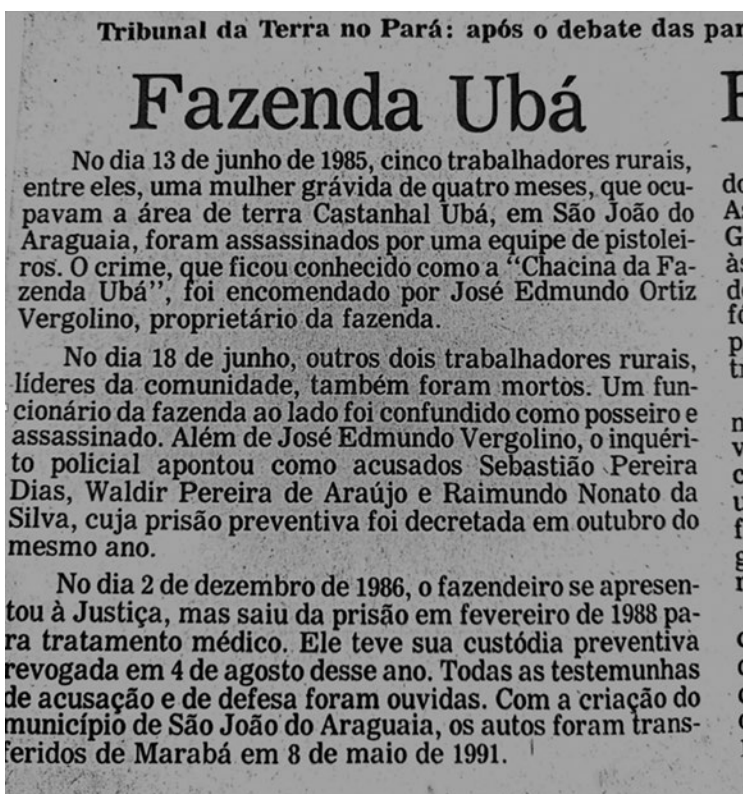 Tribunal da Terra no Pará: após o debate das par
Fazenda Ubá
No dia 13 de junho de 1985, cinco trabalhadores rurais,
entre eles, uma mulher grávida de quatro meses, que ocu-
pavam a área de terra Castanhal Ubá, em São João do
Araguaia, foram assassinados por uma equipe de pistolei-
ros. O crime, que ficou conhecido como a "Chacina da Fa-
zenda Ubá", foi encomendado por José Edmundo Ortiz
Vergolino, proprietário da fazenda.
No dia 18 de junho, outros dois trabalhadores rurais,
líderes da comunidade, também foram mortos. Um fun-
cionário da fazenda ao lado foi confundido como posseiro e
assassinado. Além de José Edmundo Vergolino, o inquéri-
to policial apontou como acusados Sebastião Pereira
Dias, Waldir Pereira de Araújo e Raimundo Nonato da
Silva, cuja prisão preventiva foi decretada em outubro do
mesmo ano.
No dia 2 de dezembro de 1986, o fazendeiro se apresen-
tou à Justiça, mas saiu da prisão em fevereiro de 1988 pa-
ra tratamento médico. Ele teve sua custódia preventiva
revogada em 4 de agosto desse ano. Todas as testemunhas
de acusação e de defesa foram ouvidas. Com a criação do
município de São João do Araguaia, os autos foram trans-
feridos de Marabá em 8 de maio de 1991.